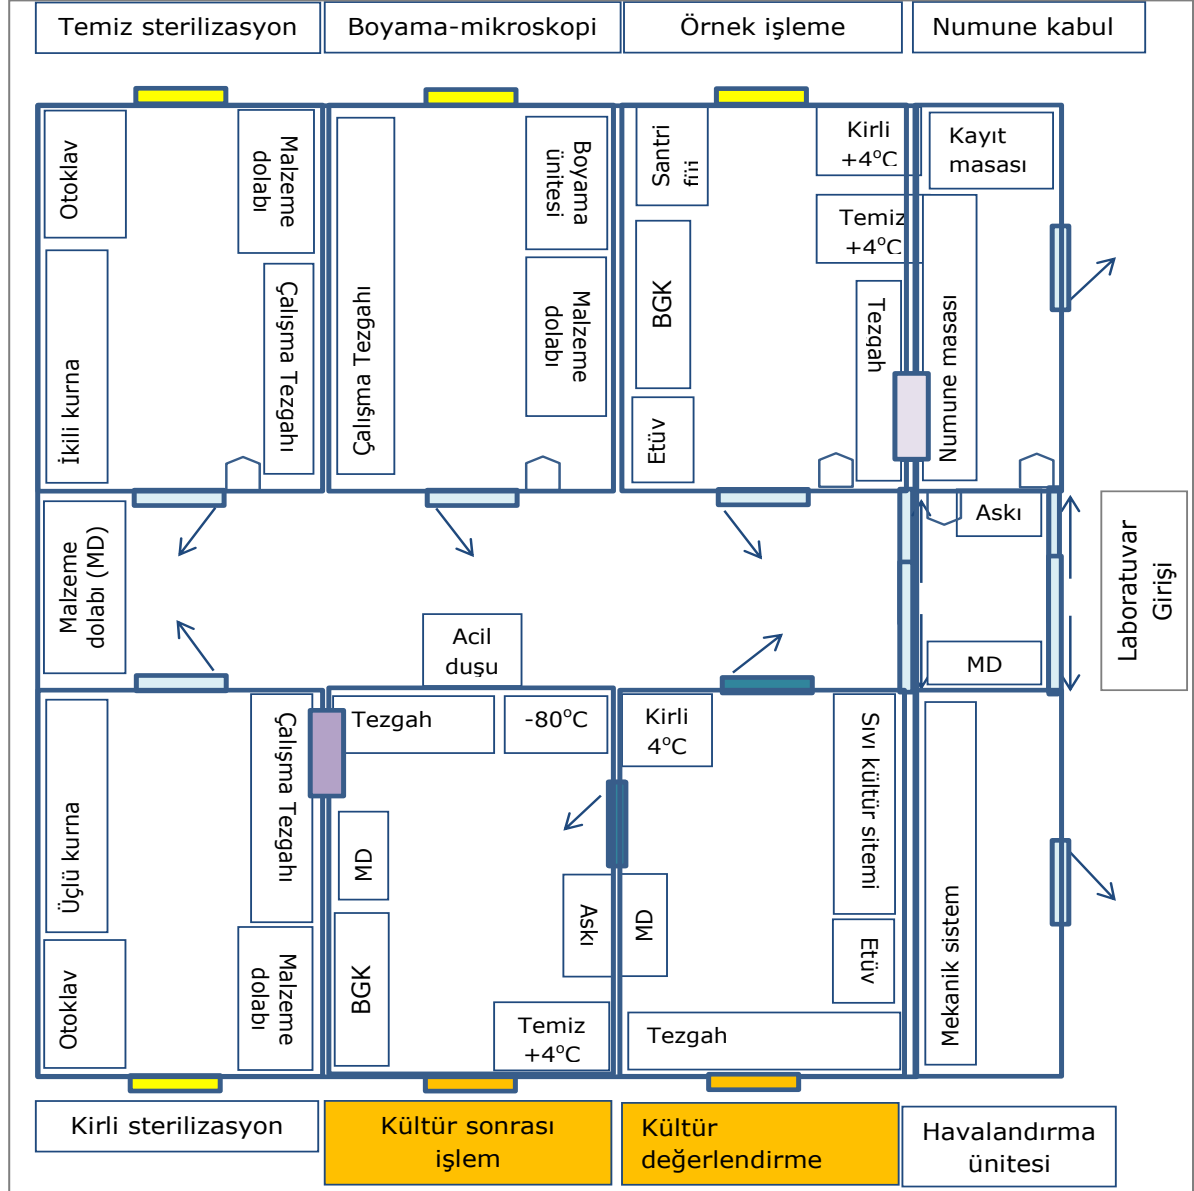 Temiz sterilizasyon
Boyama-mikroskopi
Örnek işleme
Numune kabul
Otoklav
Malzeme
dolabı
İkili kurna
Çalışma Tezgahı
Çalışma Tezgahı
Boyama
ünitesi
Malzeme
dolabı
Santri
füj
Kirli
+4°C
Temiz
+4°C
BGK
Etüv
Tezgah
Kayıt
masası
Numune masası
Malzeme
dolabı (MD)
Acil
duşu
Askı
MD
Laboratuvar
Girişi
Üçlü kurna
Çalışma Tezgahı
Otoklav
Malzeme
dolabı
Tezgah
-80°C
MD
BGK
Askı
Temiz
+4°C
Kirli
4°C
Sıvı kültür sitemi
MD
Etüv
Tezgah
Mekanik sistem
Kirli sterilizasyon
Kültür sonrası
işlem
Kültür
değerlendirme
Havalandırma
ünitesi